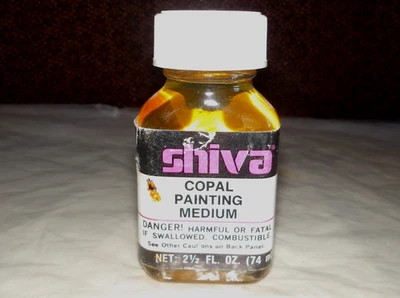 shiva®
COPAL
PAINTING
MEDIUM
DANGER! HARMFUL OR FATAL
IF SWALLOWED. COMBUSTIBLE.
See Other Cautions on Back Panel
NET: 2½ FL. OZ. (74 m